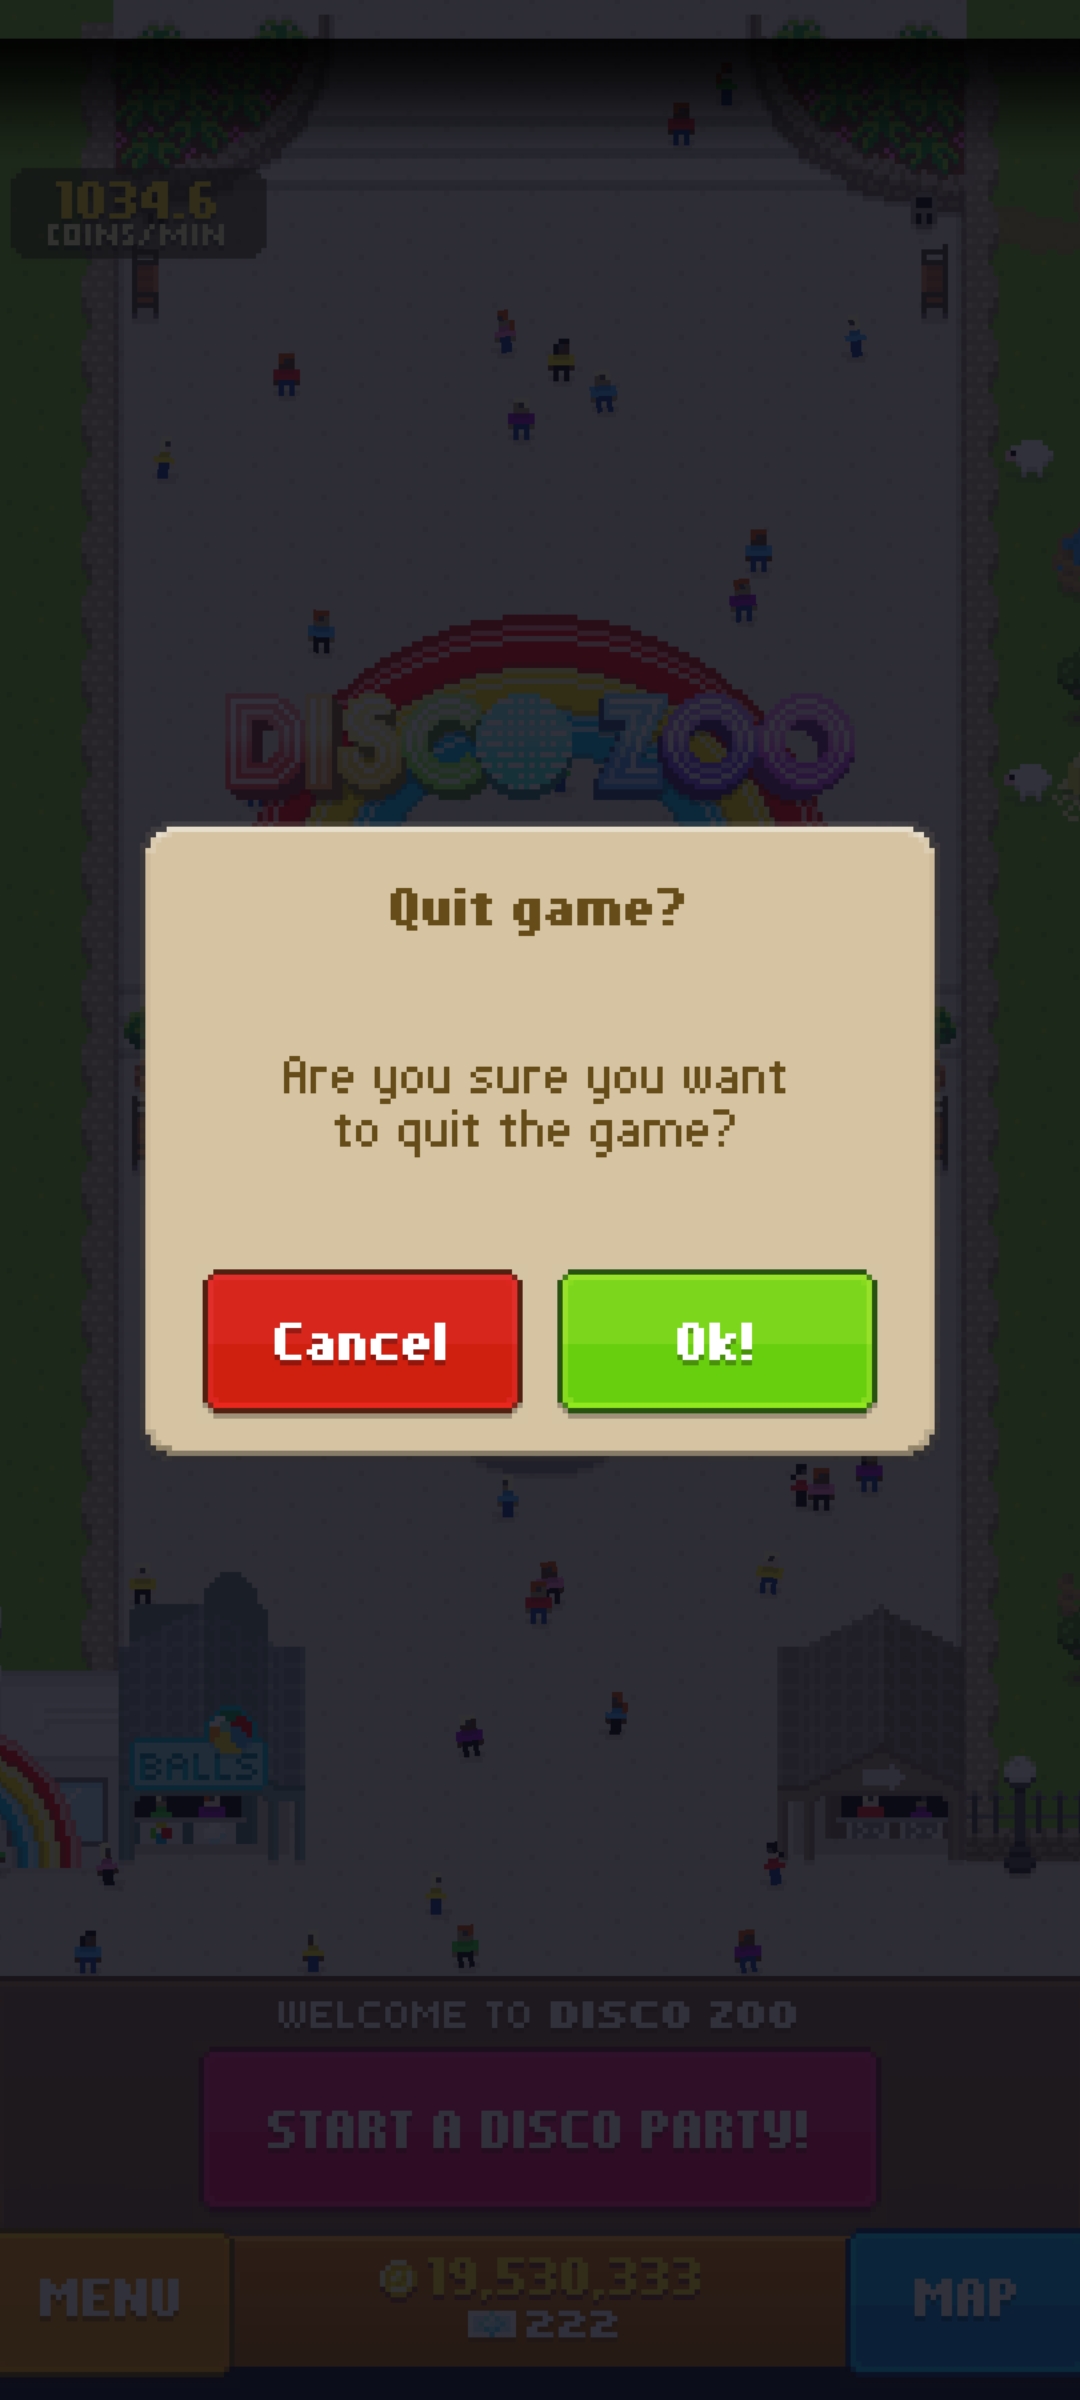 1034.6
COINS/MIN
DISCO ZOO
Quit game?
Are you sure you want
to quit the game?
Cancel
Ok!
BALLS
WELCOME TO DISCO ZOO
START A DISCO PARTY!
MENU
19,530,333
222
MAP